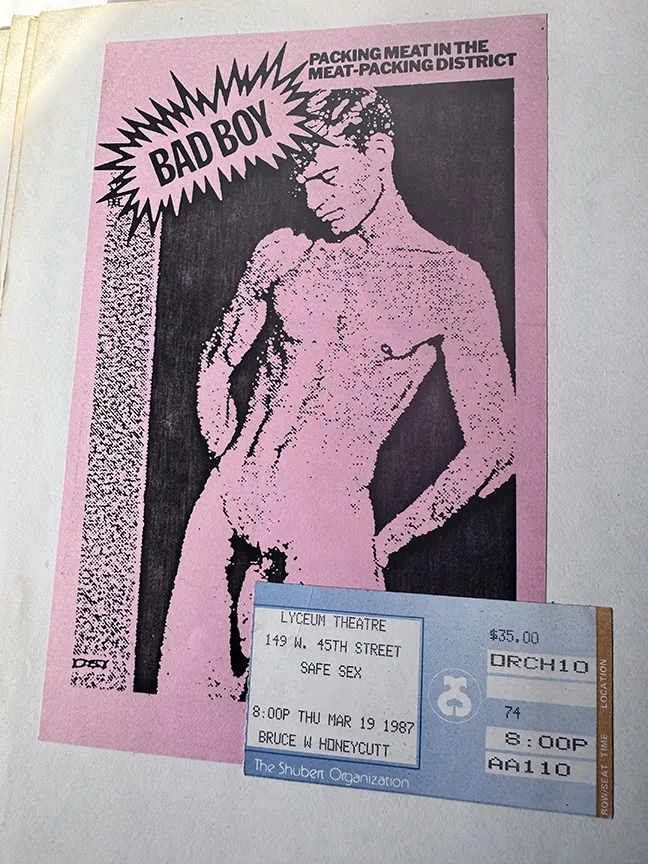 PACKING MEAT IN THE
MEAT-PACKING DISTRICT
BAD BOY
LYCEUM THEATRE
149 W. 45TH STREET
SAFE SEX
8:00P THU MAR 19 1987
BRUCE W HONEYCUTT
The Shubert Organization
$35.00
ORCH10
74
8:00P
AA110
ROW/SEAT TIME LOCATION